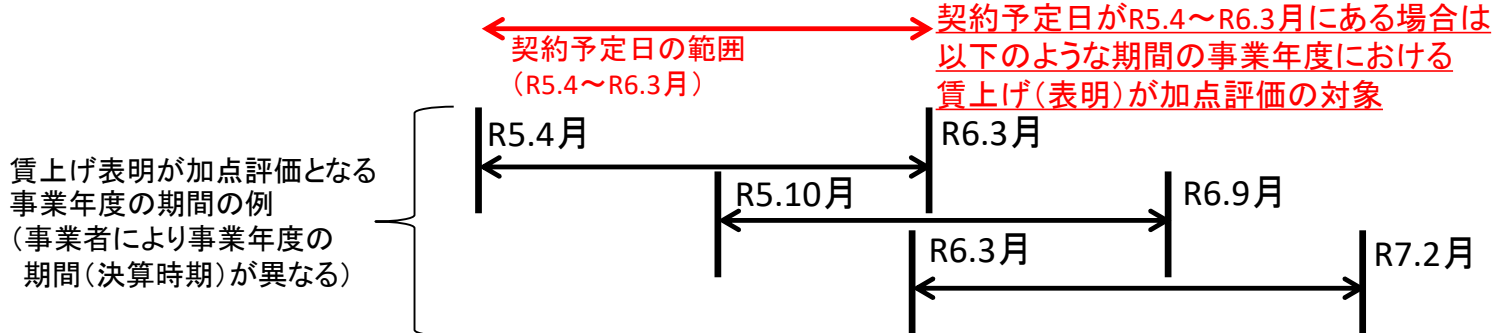 契約予定日の範囲
（R5.4～R6.3月）
契約予定日がR5.4～R6.3月にある場合は
以下のような期間の事業年度における
賃上げ（表明）が加点評価の対象
賃上げ表明が加点評価となる
事業年度の期間の例
（事業者により事業年度の
期間（決算時期）が異なる）
R5.4月
R6.3月
R5.10月
R6.9月
R6.3月
R7.2月